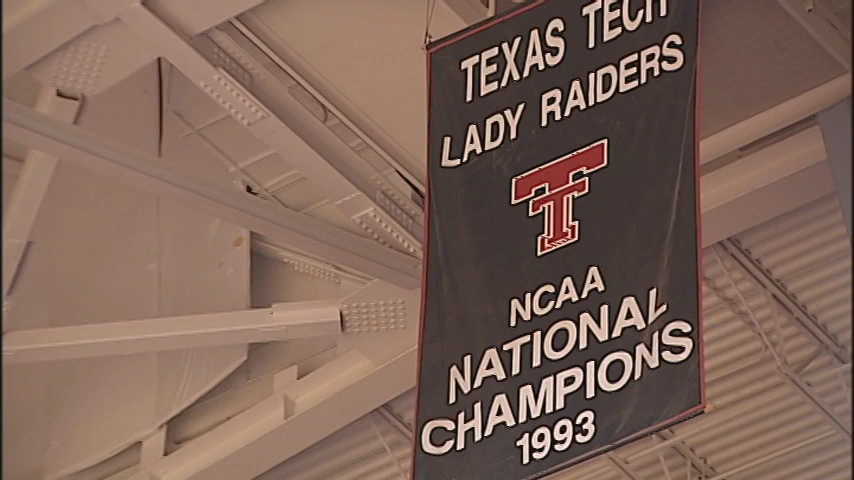 TEXAS TECH
LADY RAIDERS
T
NCAA
NATIONAL
CHAMPIONS
1993